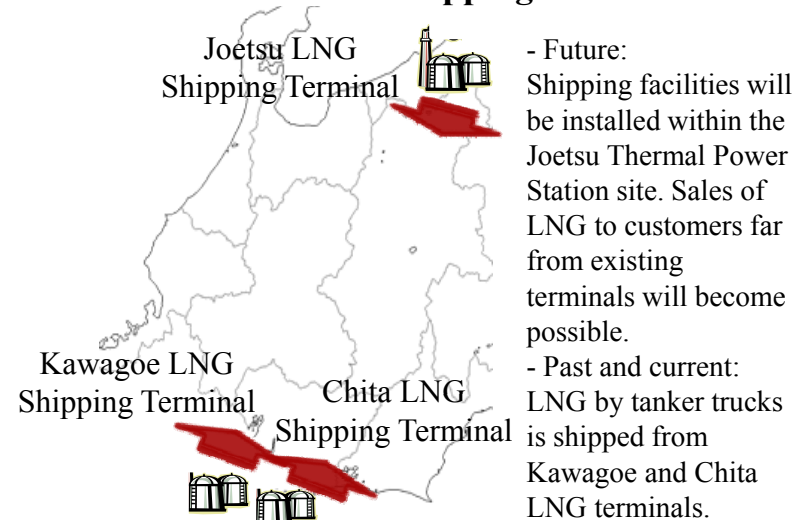 Joetsu LNG
Shipping Terminal
- Future:
Shipping facilities will
be installed within the
Joetsu Thermal Power
Station site. Sales of
LNG to customers far
from existing
terminals will become
possible.
- Past and current:
LNG by tanker trucks
is shipped from
Kawagoe and Chita
LNG terminals.
Kawagoe LNG
Shipping Terminal
Chita LNG
Shipping Terminal